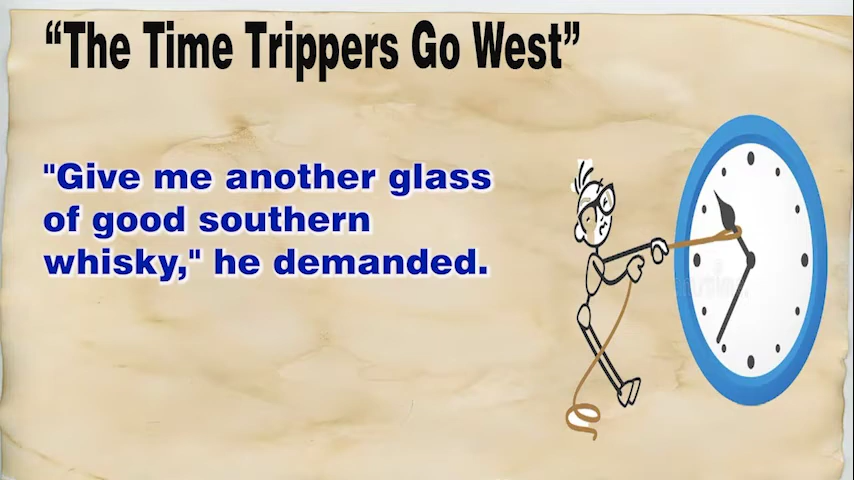 “The Time Trippers Go West”
"Give me another glass
of good southern
whisky," he demanded.